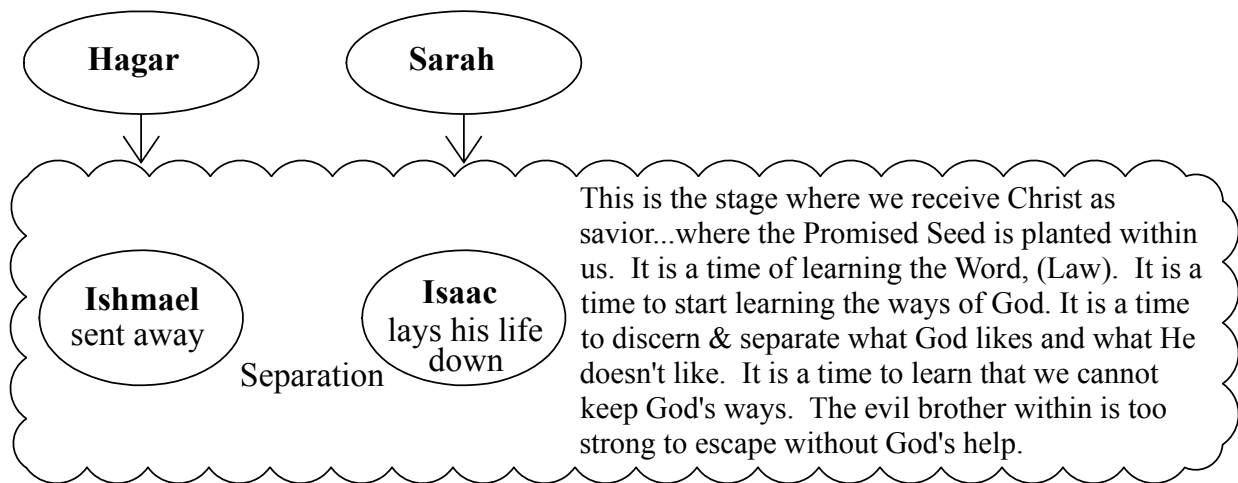 Hagar
Sarah
Ishmael
sent away
Separation
Isaac
lays his life
down
This is the stage where we receive Christ as
savior...where the Promised Seed is planted within
us.  It is a time of learning the Word, (Law).  It is a
time to start learning the ways of God. It is a time
to discern & separate what God likes and what He
doesn't like.  It is a time to learn that we cannot
keep God's ways.  The evil brother within is too
strong to escape without God's help.